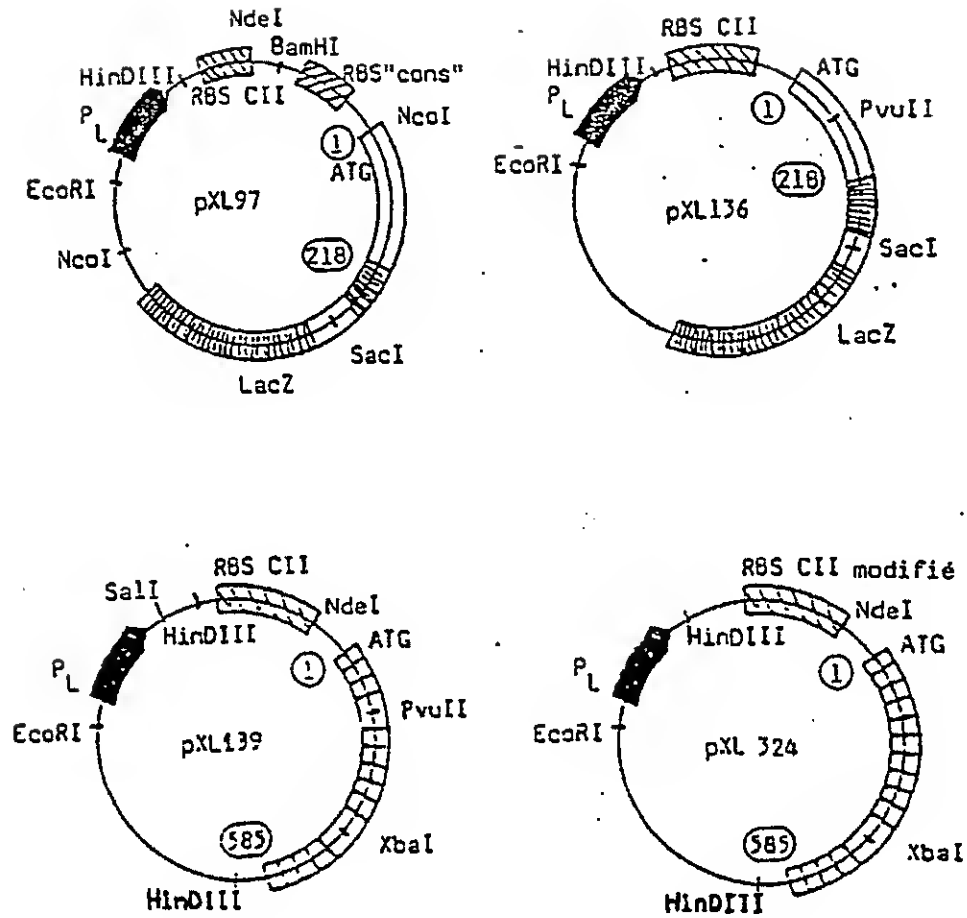 NdeI
BamHI
HinDIII
RBS CII
RBS"cons"
NcoI
P
L
1
ATG
EcoRI
pXL97
NcoI
218
SacI
LacZ
RBS CII
HinDIII
ATG
P
L
1
PvuII
EcoRI
218
pXL136
SacI
LacZ
RBS CII
SalI
NdeI
HinDIII
ATG
P
L
1
PvuII
EcoRI
pXL139
585
XbaI
HinDIII
RBS CII modifié
NdeI
HinDIII
ATG
P
L
1
EcoRI
pXL 324
585
XbaI
HinDIII